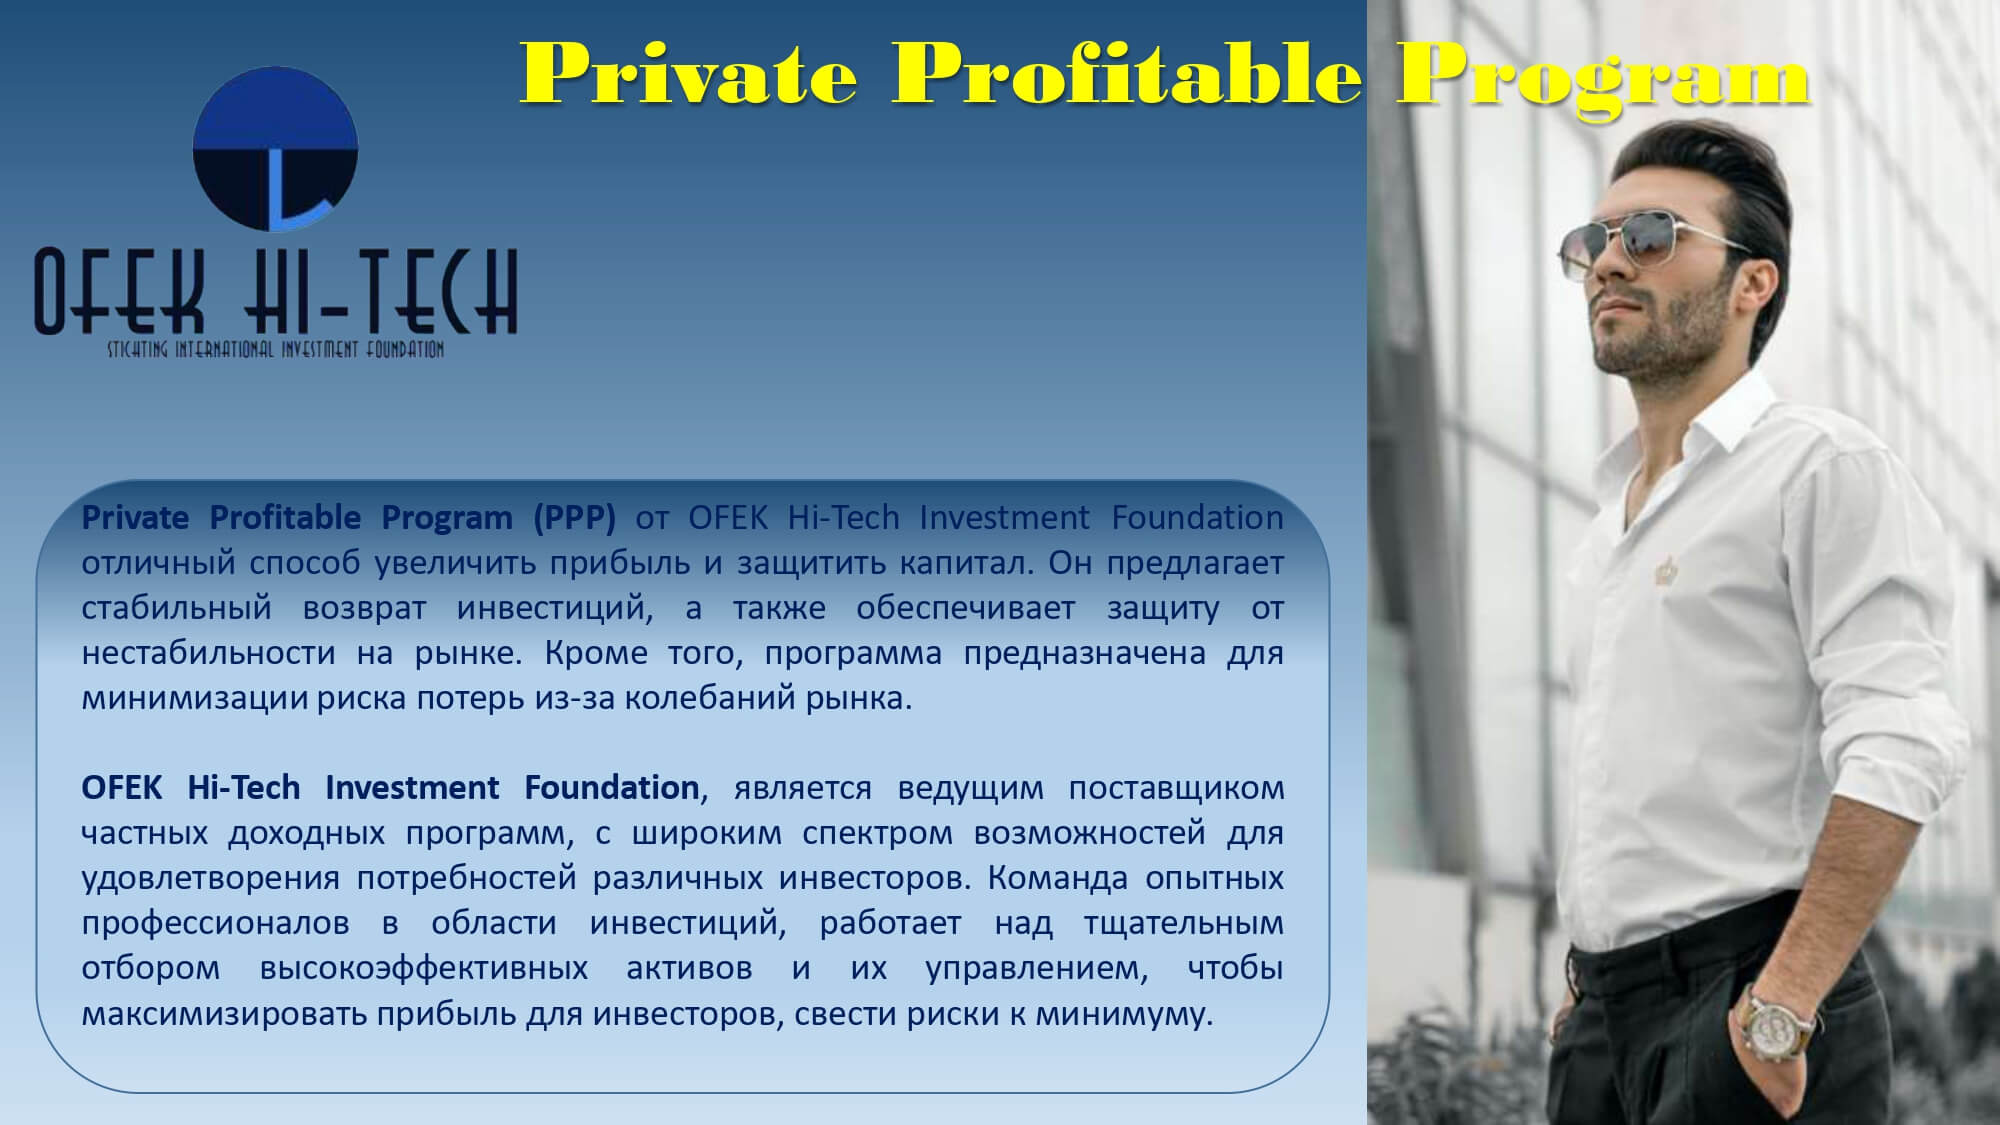 Private Profitable Program
OFEK HI-TECH
STICHTING INTERNATIONAL INVESTMENT FOUNDATION
Private Profitable Program (PPP) от OFEK Hi-Tech Investment Foundation
отличный способ увеличить прибыль и защитить капитал. Он предлагает
стабильный возврат инвестиций, а также обеспечивает защиту от
нестабильности на рынке. Кроме того, программа предназначена для
минимизации риска потерь из-за колебаний рынка.
OFEK Hi-Tech Investment Foundation, является ведущим поставщиком
частных доходных программ, с широким спектром возможностей для
удовлетворения потребностей различных инвесторов. Команда опытных
профессионалов в области инвестиций, работает над тщательным
отбором высокоэффективных активов и их управлением, чтобы
максимизировать прибыль для инвесторов, свести риски к минимуму.